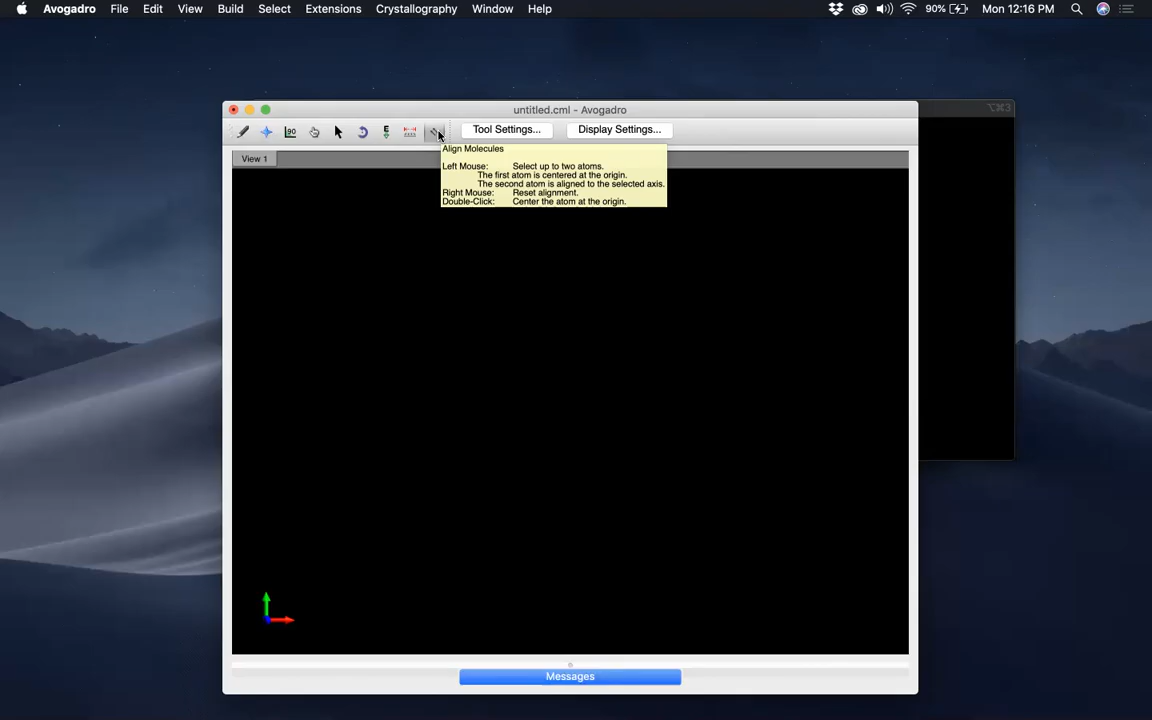 Avogadro File Edit View Build Select Extensions Crystallography Window Help 90% Mon 12:16 PM
untitled.cml - Avogadro
⌥⌘3
90 E Tool Settings... Display Settings...
View 1
Align Molecules
Left Mouse: Select up to two atoms.
The first atom is centered at the origin.
The second atom is aligned to the selected axis.
Right Mouse: Reset alignment.
Double-Click: Center the atom at the origin.
Messages